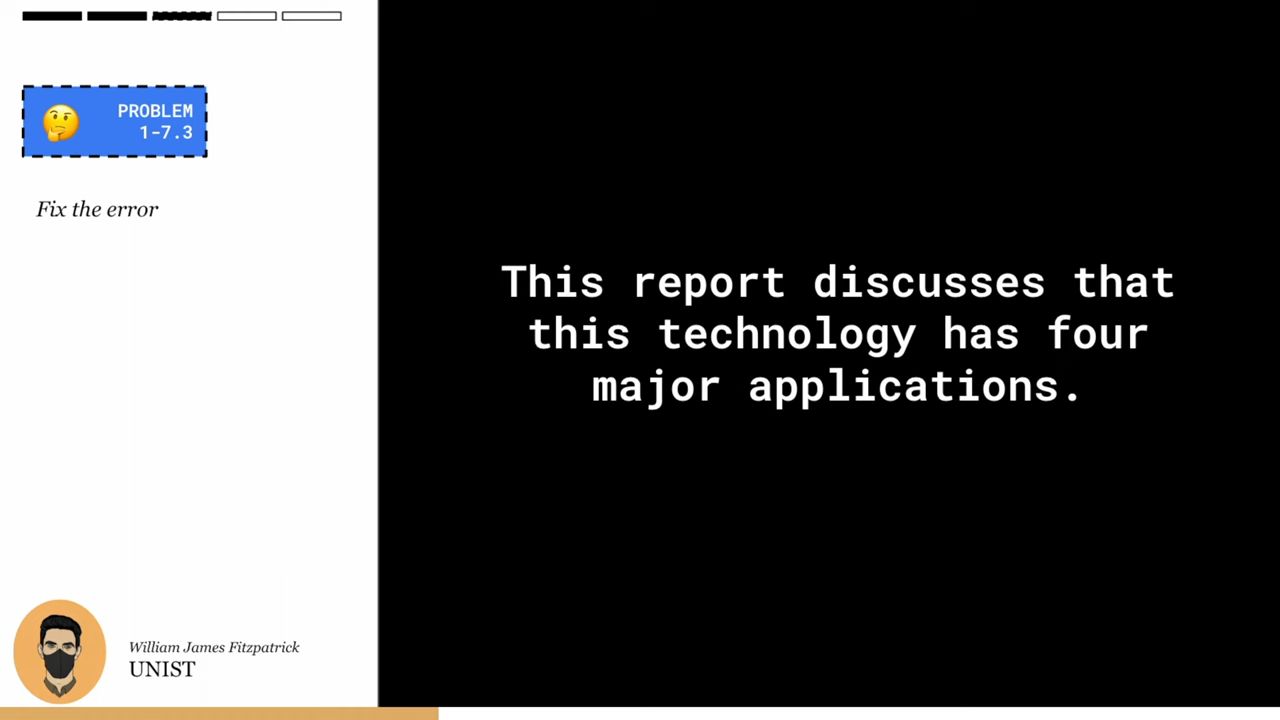 PROBLEM
1-7.3
Fix the error
This report discusses that
this technology has four
major applications.
William James Fitzpatrick
UNIST